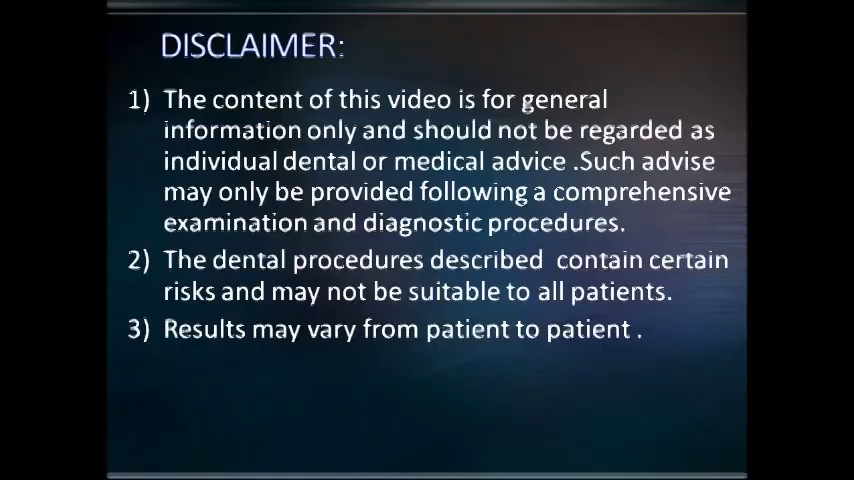 DISCLAIMER:
1) The content of this video is for general
information only and should not be regarded as
individual dental or medical advice .Such advise
may only be provided following a comprehensive
examination and diagnostic procedures.
2) The dental procedures described contain certain
risks and may not be suitable to all patients.
3) Results may vary from patient to patient .